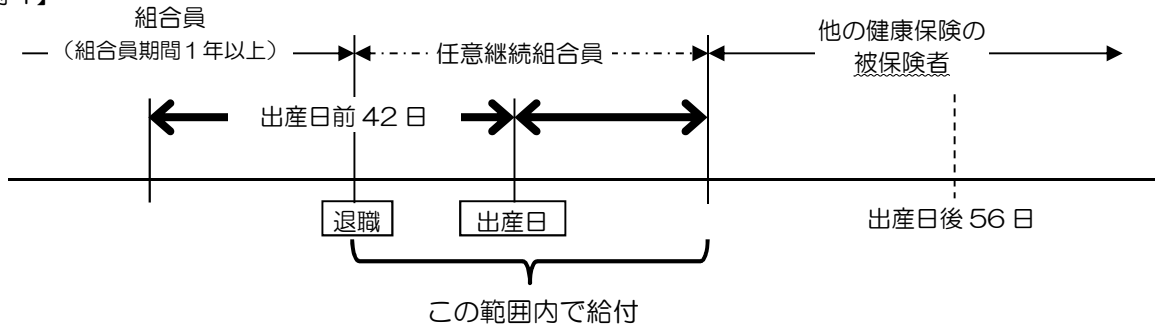 組合員
（組合員期間１年以上）
任意継続組合員
他の健康保険の
被保険者
出産日前 42 日
退職
出産日
出産日後 56 日
この範囲内で給付